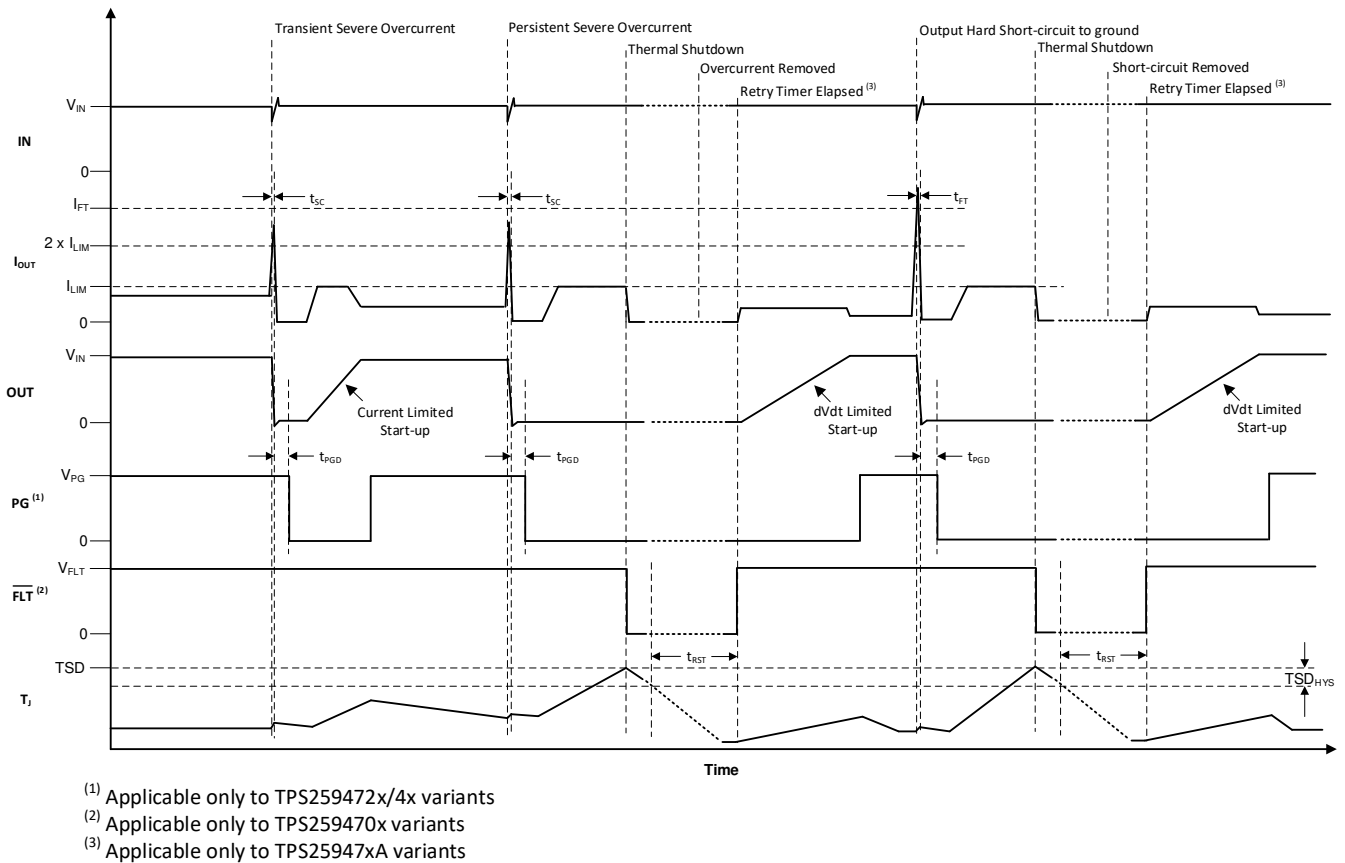 Transient Severe Overcurrent
Persistent Severe Overcurrent
Thermal Shutdown
Overcurrent Removed
Retry Timer Elapsed (3)
Output Hard Short-circuit to ground
Thermal Shutdown
Short-circuit Removed
Retry Timer Elapsed (3)
VIN
IN
0
tSC
tSC
tFT
IFT
2 x ILIM
IOUT
ILIM
0
VIN
OUT
0
Current Limited
Start-up
dVdt Limited
Start-up
dVdt Limited
Start-up
tPGD
tPGD
tPGD
VPG
PG (1)
0
VFLT
FLT (2)
0
tRST
tRST
TSD
TSDHYS
TJ
Time
(1) Applicable only to TPS259472x/4x variants
(2) Applicable only to TPS259470x variants
(3) Applicable only to TPS25947xA variants